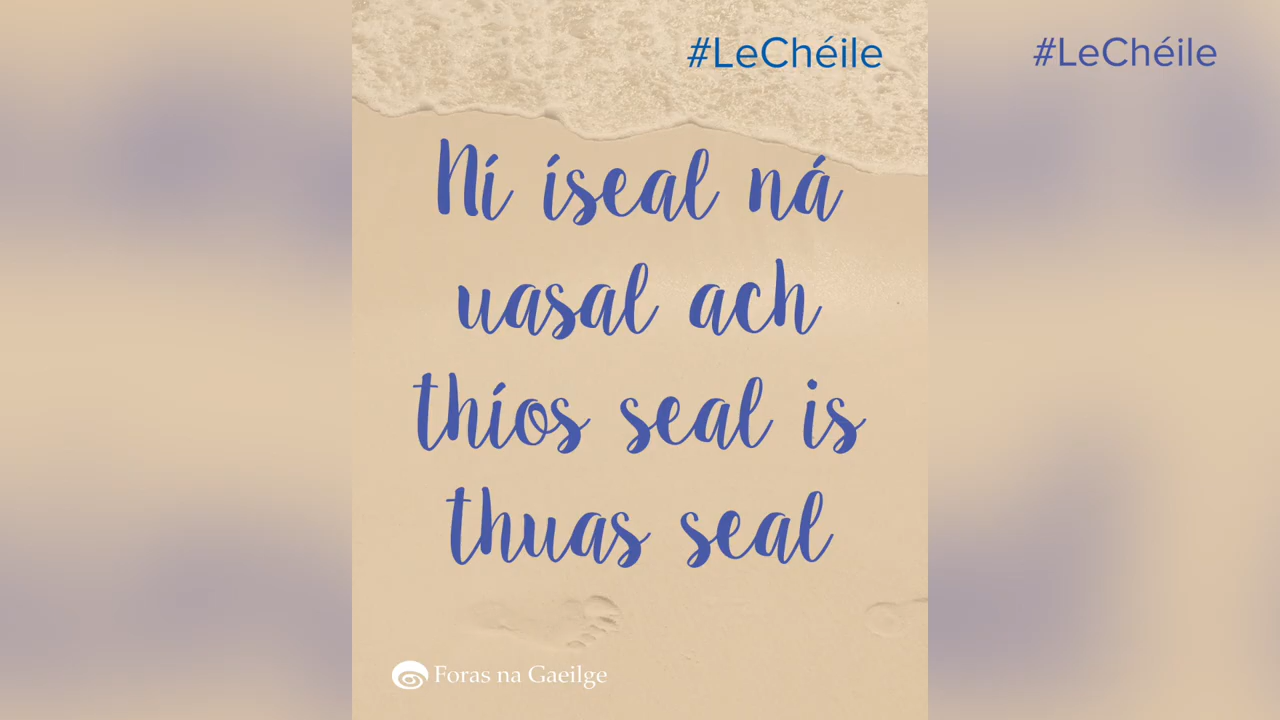 #LeChéile
#LeChéile
Ní íseal ná
uasal ach
thíos seal is
thuas seal
Foras na Gaeilge